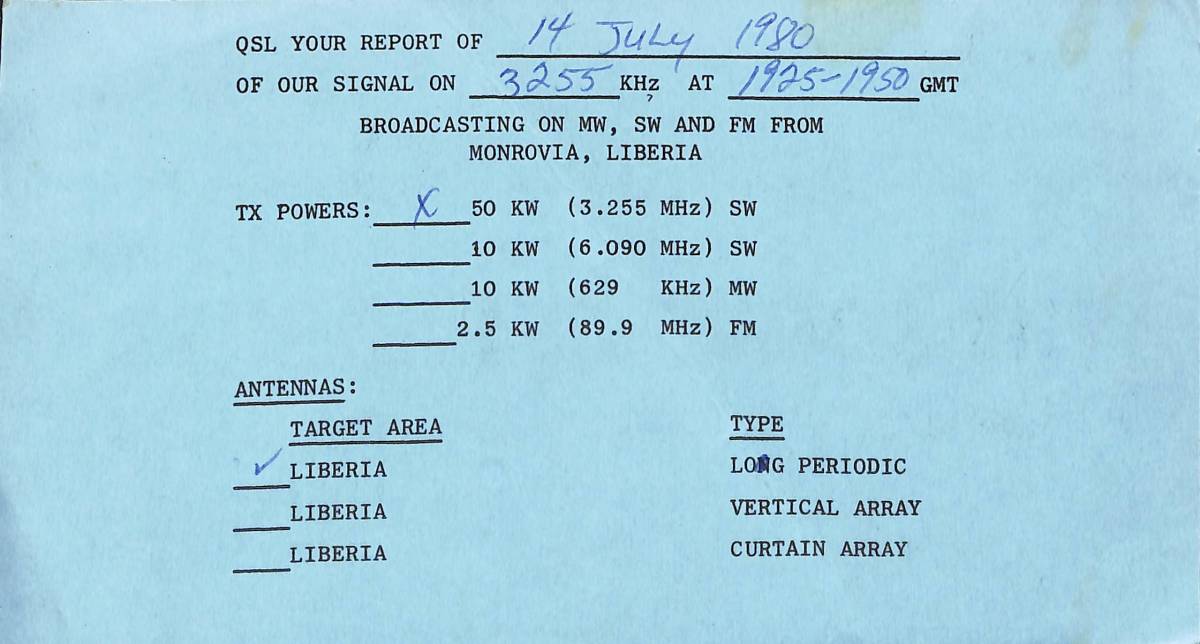 QSL YOUR REPORT OF 14 July 1980
OF OUR SIGNAL ON 3255 KHz AT 1925-1950 GMT
BROADCASTING ON MW, SW AND FM FROM
MONROVIA, LIBERIA
TX POWERS: X 50 KW (3.255 MHz) SW
10 KW (6.090 MHz) SW
10 KW (629 KHz) MW
2.5 KW (89.9 MHz) FM
ANTENNAS:
TARGET AREA TYPE
✓ LIBERIA LONG PERIODIC
LIBERIA VERTICAL ARRAY
LIBERIA CURTAIN ARRAY